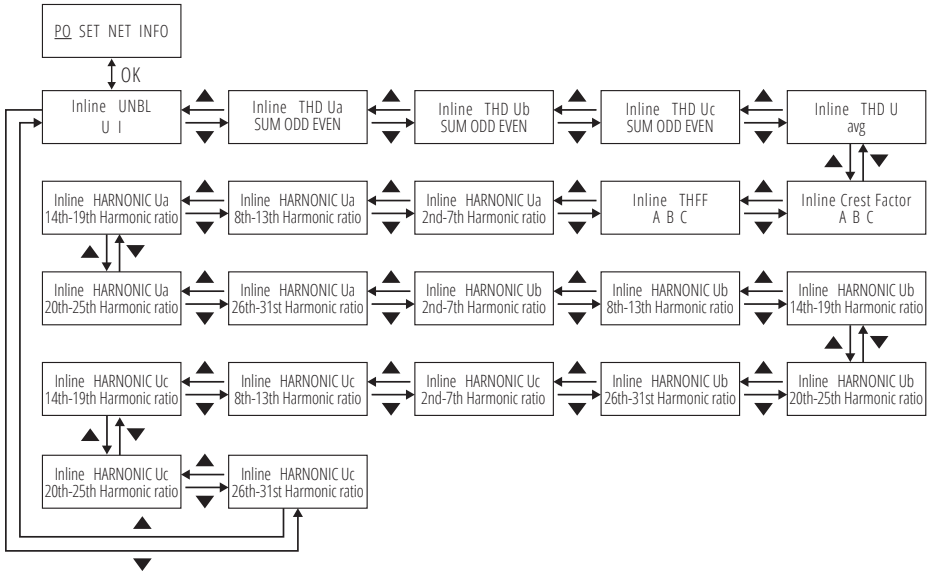 PO SET NET INFO
OK
Inline UNBL
U I
Inline THD Ua
SUM ODD EVEN
Inline THD Ub
SUM ODD EVEN
Inline THD Uc
SUM ODD EVEN
Inline THD U
avg
Inline HARNONIC Ua
14th-19th Harmonic ratio
Inline HARNONIC Ua
8th-13th Harmonic ratio
Inline HARNONIC Ua
2nd-7th Harmonic ratio
Inline THFF
A B C
Inline Crest Factor
A B C
Inline HARNONIC Ua
20th-25th Harmonic ratio
Inline HARNONIC Ua
26th-31st Harmonic ratio
Inline HARNONIC Ub
2nd-7th Harmonic ratio
Inline HARNONIC Ub
8th-13th Harmonic ratio
Inline HARNONIC Ub
14th-19th Harmonic ratio
Inline HARNONIC Uc
14th-19th Harmonic ratio
Inline HARNONIC Uc
8th-13th Harmonic ratio
Inline HARNONIC Uc
2nd-7th Harmonic ratio
Inline HARNONIC Ub
26th-31st Harmonic ratio
Inline HARNONIC Ub
20th-25th Harmonic ratio
Inline HARNONIC Uc
20th-25th Harmonic ratio
Inline HARNONIC Uc
26th-31st Harmonic ratio